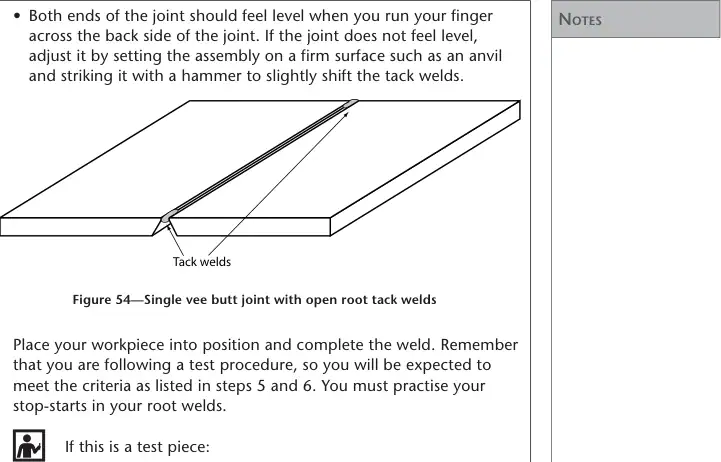 • Both ends of the joint should feel level when you run your finger
across the back side of the joint. If the joint does not feel level,
adjust it by setting the assembly on a firm surface such as an anvil
and striking it with a hammer to slightly shift the tack welds.
Tack welds
Figure 54—Single vee butt joint with open root tack welds
Place your workpiece into position and complete the weld. Remember
that you are following a test procedure, so you will be expected to
meet the criteria as listed in steps 5 and 6. You must practise your
stop-starts in your root welds.
If this is a test piece:
NOTES